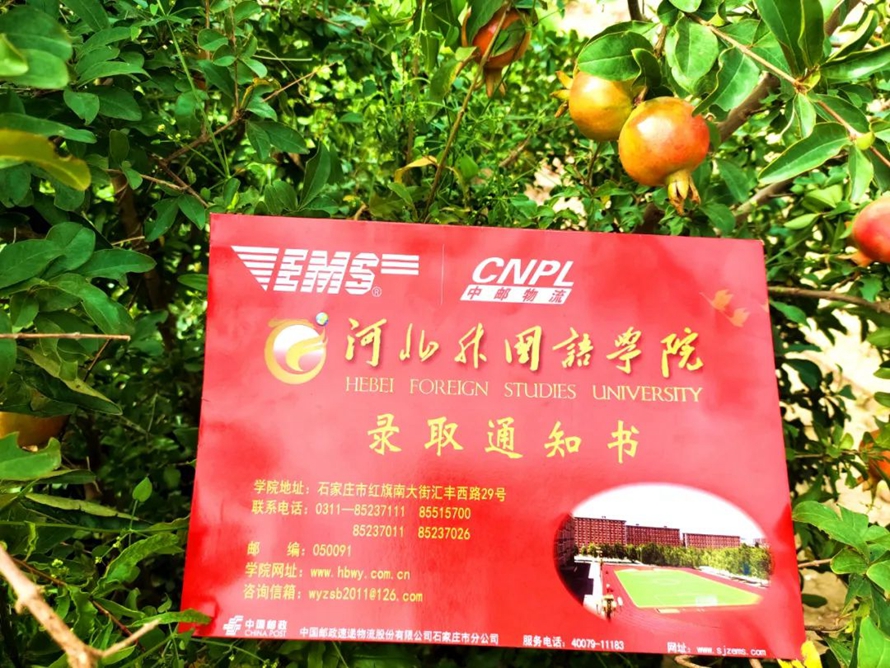 EMS®
CNPL
中邮物流
河北外国语学院
HEBEI FOREIGN STUDIES UNIVERSITY
录取通知书
学院地址：石家庄市红旗南大街汇丰西路29号
联系电话：0311—85237111 85515700
85237011 85237026
邮 编：050091
学院网址：www.hbwy.com.cn
咨询信箱：wyzsb2011@126.com
中国邮政
CHINA POST
中国邮政速递物流股份有限公司石家庄市分公司 服务电话：40079-11183 网址：www.sjzems.com